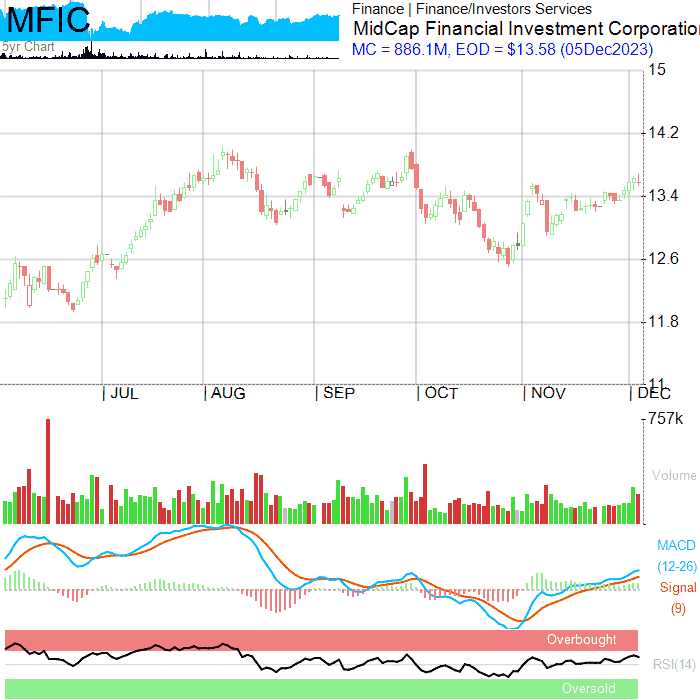 MFIC
5yr Chart
Finance | Finance/Investors Services
MidCap Financial Investment Corporatio
MC = 886.1M, EOD = $13.58 (05Dec2023)
15
14.2
13.4
12.6
11.8
11
| JUL | AUG | SEP | OCT | NOV | DEC
757k
Volume
MACD
(12-26)
Signal
(9)
Overbought
RSI(14)
Oversold